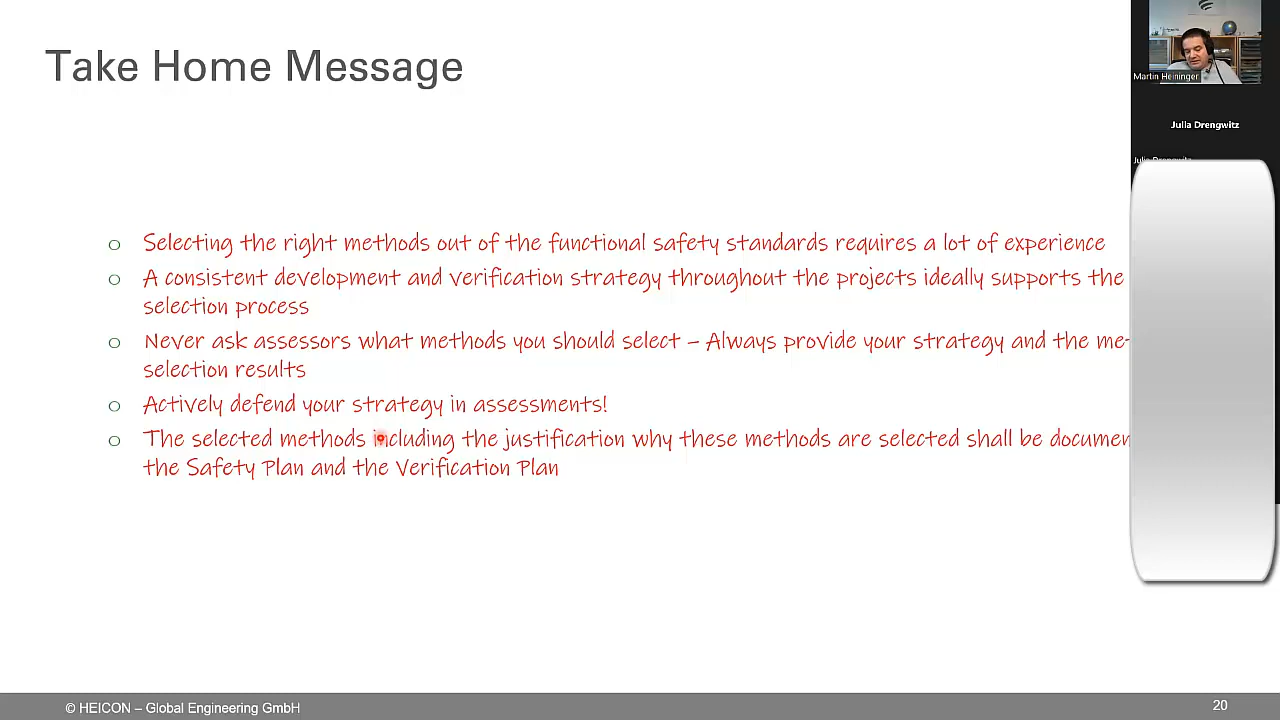 Take Home Message
Martin Heininger
Julia Drengwitz
o Selecting the right methods out of the functional safety standards requires a lot of experience
o A consistent development and verification strategy throughout the projects ideally supports the
selection process
o Never ask assessors what methods you should select – Always provide your strategy and the
selection results
o Actively defend your strategy in assessments!
o The selected methods including the justification why these methods are selected shall be
the Safety Plan and the Verification Plan
© HEICON – Global Engineering GmbH
20